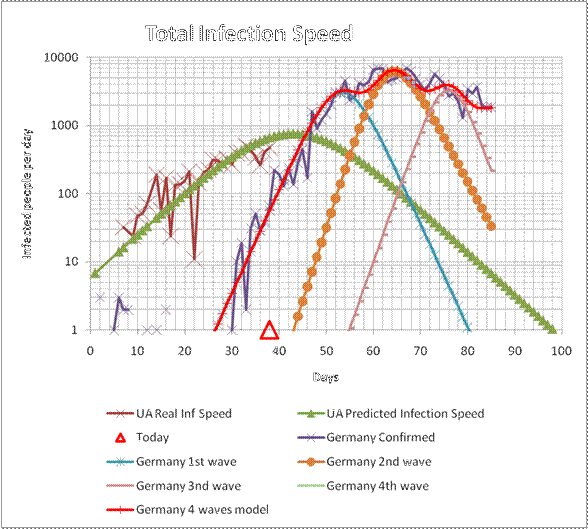 Total Infection Speed
10000
1000
100
10
1
Infected people per day
0 10 20 30 40 50 60 70 80 90 100
Days
UA Real Inf Speed
UA Predicted Infection Speed
Today
Germany Confirmed
Germany 1st wave
Germany 2nd wave
Germany 3nd wave
Germany 4th wave
Germany 4 waves model